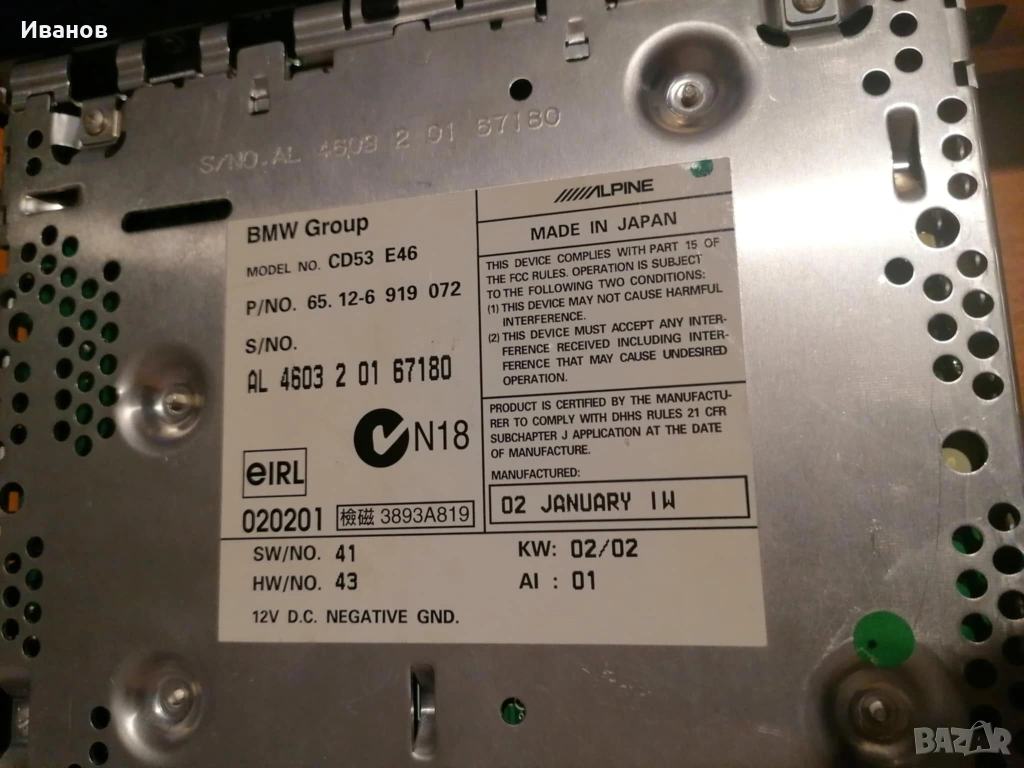 Иванов
S/NO. AL 4603 2 01 67180
BMW Group
MODEL NO. CD53 E46
P/NO. 65. 12-6 919 072
S/NO.
AL 4603 2 01 67180
N18
eIRL
020201 檢磁 3893A819
ALPINE
MADE IN JAPAN
THIS DEVICE COMPLIES WITH PART 15 OF
THE FCC RULES. OPERATION IS SUBJECT
TO THE FOLLOWING TWO CONDITIONS:
(1) THIS DEVICE MAY NOT CAUSE HARMFUL
INTERFERENCE.
(2) THIS DEVICE MUST ACCEPT ANY INTER-
FERENCE RECEIVED INCLUDING INTER-
FERENCE THAT MAY CAUSE UNDESIRED
OPERATION.
PRODUCT IS CERTIFIED BY THE MANUFACTU-
RER TO COMPLY WITH DHHS RULES 21 CFR
SUBCHAPTER J APPLICATION AT THE DATE
OF MANUFACTURE.
MANUFACTURED:
02 JANUARY 1W
SW/NO. 41
KW: 02/02
HW/NO. 43
AI : 01
12V D.C. NEGATIVE GND.
BAZAR